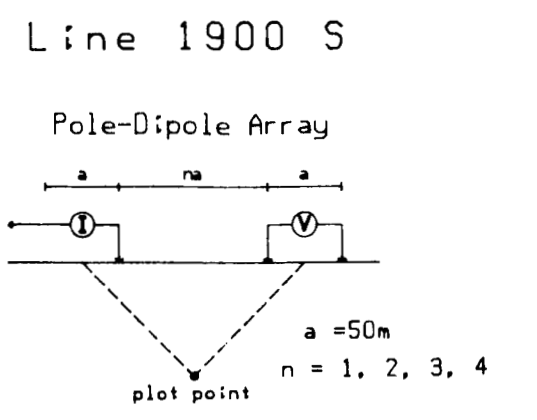 Line 1900 S
Pole-Dipole Array
a na a
I V
a =50m
n = 1, 2, 3, 4
plot point